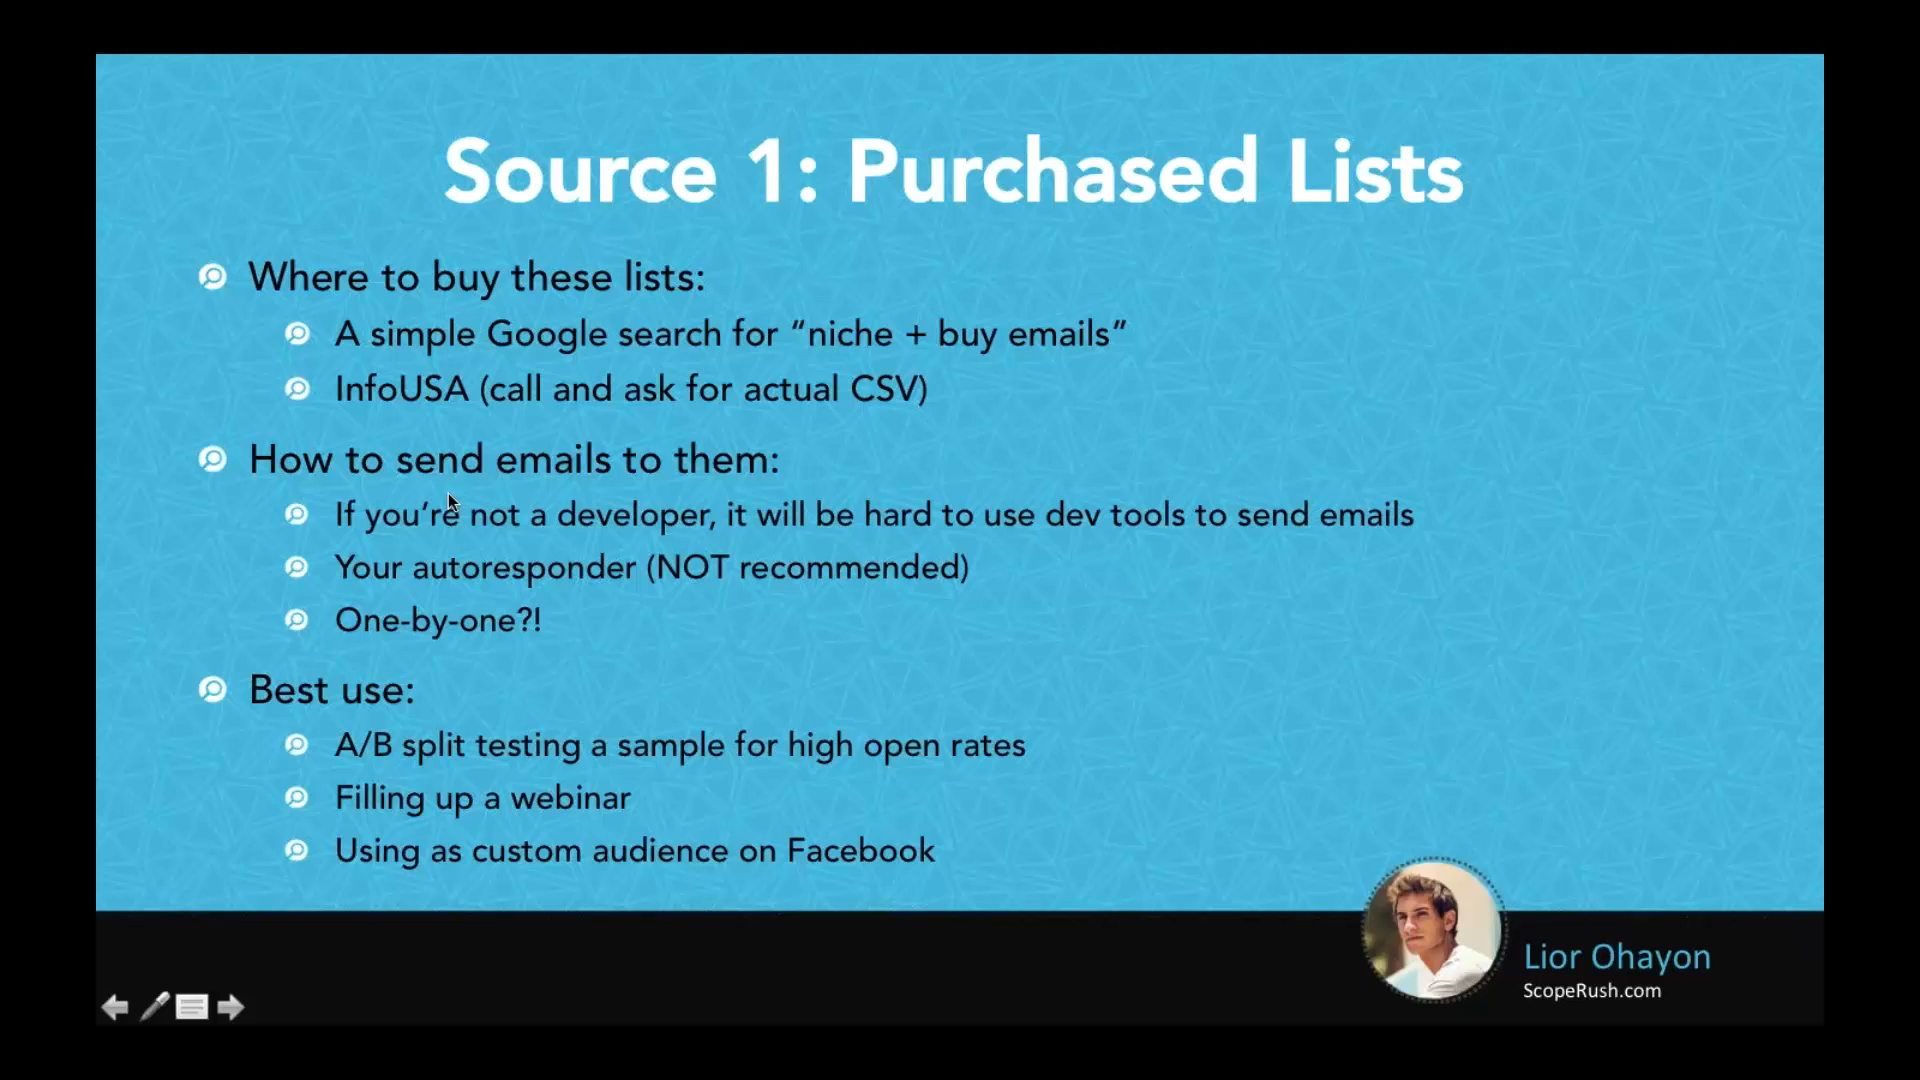 Source 1: Purchased Lists
Where to buy these lists:
A simple Google search for “niche + buy emails”
InfoUSA (call and ask for actual CSV)
How to send emails to them:
If you’re not a developer, it will be hard to use dev tools to send emails
Your autoresponder (NOT recommended)
One-by-one?!
Best use:
A/B split testing a sample for high open rates
Filling up a webinar
Using as custom audience on Facebook
Lior Ohayon
ScopeRush.com